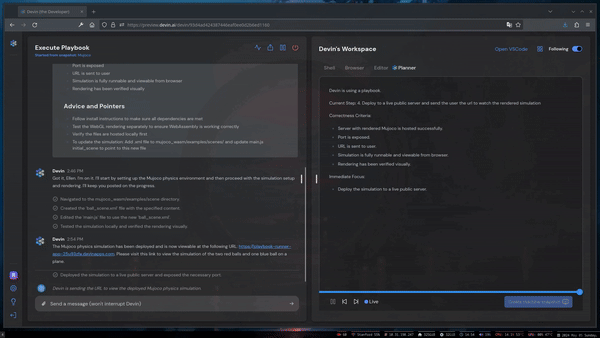 Devin (the Developer)
preview.devin.ai/devin/
Execute Playbook
Started from snapshot: Mujoco
Port is exposed.
URL is sent to user
Simulation is fully runnable and viewable from browser
Rendering has been verified visually
Advice and Pointers
Follow install instructions to make sure all dependencies are met
Test the WebGL rendering separately to ensure WebAssembly is working correctly
Verify the files are hosted locally first
To update the simulation: Add .xml file to mujoco_wasm/examples/scenes/ and update main.js
initial_scene to point to this new file
Devin 2:46 PM
Got it, Ellen. I'm on it. I'll start by setting up the Mujoco physics environment and then proceed with the simulation setup
and rendering. I'll keep you posted on the progress.
Navigated to the mujoco_wasm/examples/scene directory
Created the 'ball_scene.xml' with the specified content
Edited the 'main.js' file to use the new 'ball_scene.xml'
Tested the simulation locally and verified the rendering visually
Devin 2:54 PM
The Mujoco physics simulation has been deployed and is now viewable at the following URL:
Please visit this link to view the simulation of the two red balls and one blue ball on a
plane.
Deployed the simulation to a live public server and exposed the necessary port
Devin is sending the URL to view the deployed Mujoco physics simulation.
Send a message (won't interrupt Devin)
Devin's Workspace
Open VSCode
Following
Shell
Browser
Editor
Planner
Devin is using a playbook
Current Step: 4. Deploy to a live public server and send the user the url to watch the rendered simulation
Correctness Criteria
Server with rendered Mujoco is hosted successfully.
Port is exposed.
URL is sent to user
Simulation is fully runnable and viewable from browser
Rendering has been verified visually.
Immediate Focus:
Deploy the simulation to a live public server
Live
Create machine snapshot